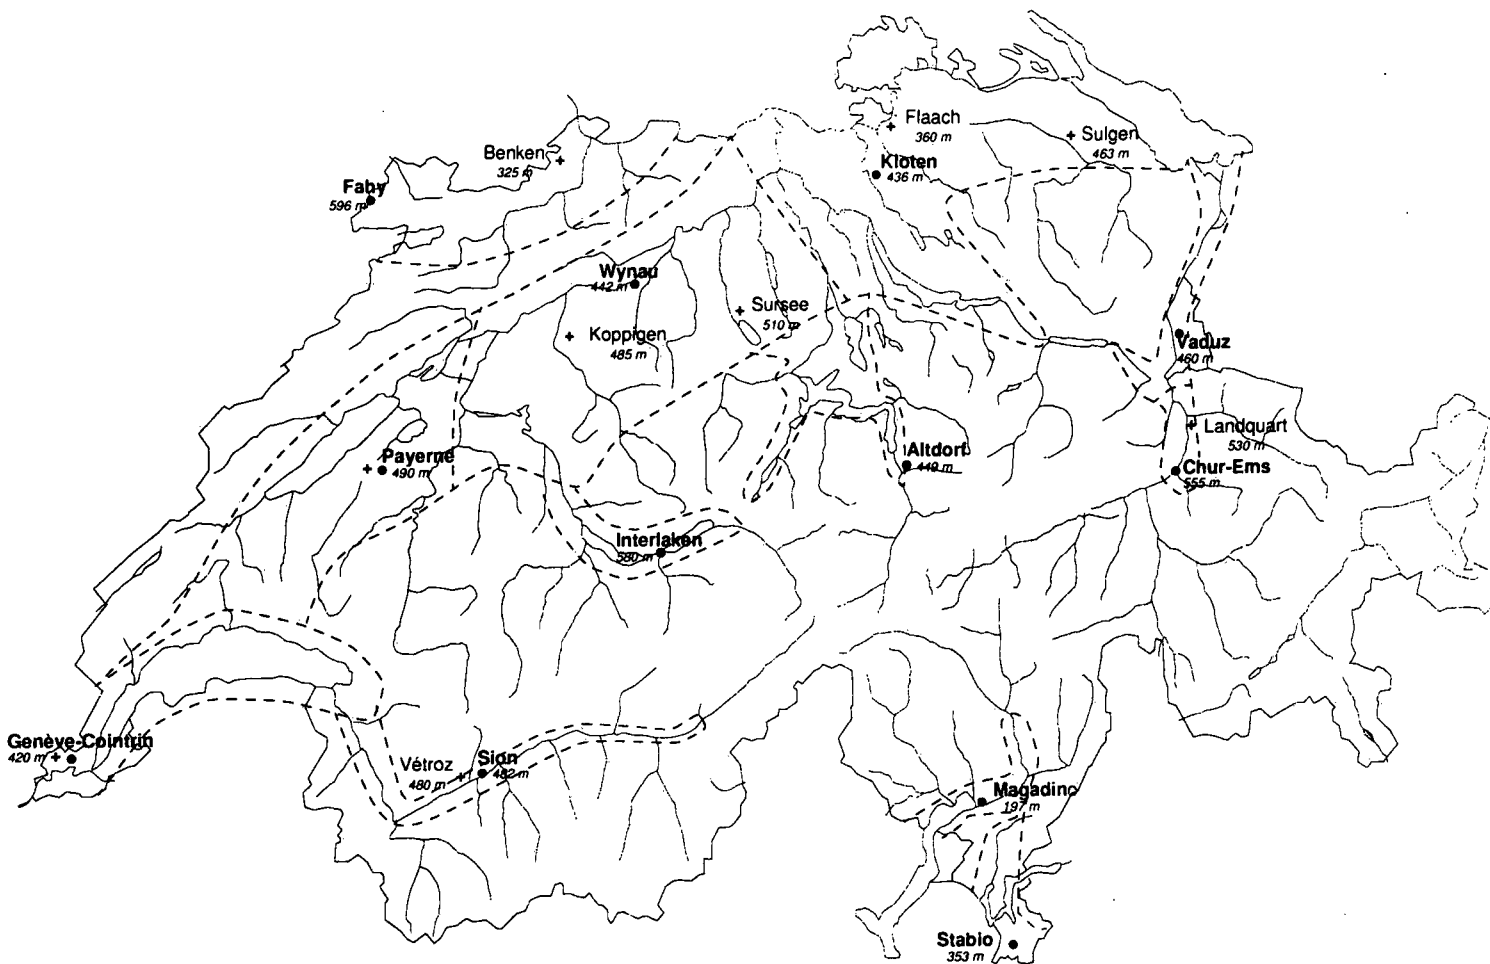 Flaach
360 m
Sulgen
463 m
Benken
325 m
Kloten
436 m
Fahy
596 m
Wynau
442 m
Sursee
510 m
Koppigen
485 m
Vaduz
460 m
Landquart
530 m
Payerne
490 m
Altdorf
449 m
Chur-Ems
555 m
Interlaken
580 m
Genève-Cointrin
420 m
Vétroz
480 m
Sion
482 m
Magadino
197 m
Stabio
353 m